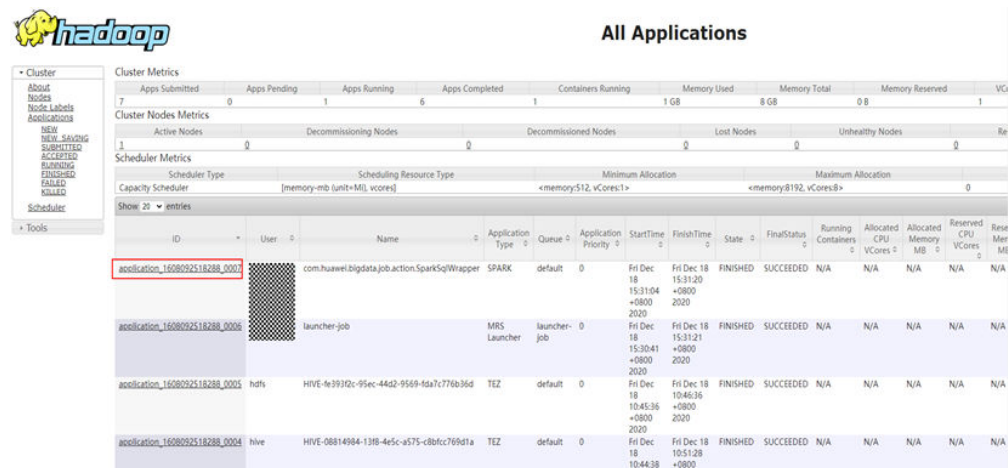 hadoop
All Applications
Cluster
About
Nodes
Node Labels
Applications
NEW
NEW_SAVING
SUBMITTED
ACCEPTED
RUNNING
FINISHED
FAILED
KILLED
Scheduler
Tools
Cluster Metrics
Apps Submitted Apps Pending Apps Running Apps Completed Containers Running Memory Used Memory Total Memory Reserved
7 0 1 6 1 1 GB 8 GB 0 B 1
Cluster Nodes Metrics
Active Nodes Decommissioning Nodes Decommissioned Nodes Lost Nodes Unhealthy Nodes Re
1 0 0 0 0 0
Scheduler Metrics
Scheduler Type Scheduling Resource Type Minimum Allocation Maximum Allocation
Capacity Scheduler [memory-mb (unit=Mi), vcores] <memory:512, vCores:1> <memory:8192, vCores:8> 0
Show 20 entries
ID User Name Application Type Queue Application Priority StartTime FinishTime State FinalStatus Running Containers Allocated CPU VCores Allocated Memory MB Reserved CPU VCores
application_1608092518288_0007 com.huawei.bigdata.job.action.SparkSqlWrapper SPARK default 0 Fri Dec 18 15:31:04 +0800 2020 Fri Dec 18 15:31:20 +0800 2020 FINISHED SUCCEEDED N/A N/A N/A N/A N/A
application_1608092518288_0006 launcher-job MRS Launcher launcher-job 0 Fri Dec 18 15:30:41 +0800 2020 Fri Dec 18 15:31:21 +0800 2020 FINISHED SUCCEEDED N/A N/A N/A N/A N/A
application_1608092518288_0005 hdfs HIVE-fe393f2c-95ec-44d2-9569-fda7c776b36d TEZ default 0 Fri Dec 18 10:45:36 +0800 2020 Fri Dec 18 10:46:36 +0800 2020 FINISHED SUCCEEDED N/A N/A N/A N/A N/A
application_1608092518288_0004 hive HIVE-08814984-13f8-4e5c-a575-c8bfcc769d1a TEZ default 0 Fri Dec 18 10:44:38 Fri Dec 18 10:51:28 +0800 FINISHED SUCCEEDED N/A N/A N/A N/A N/A